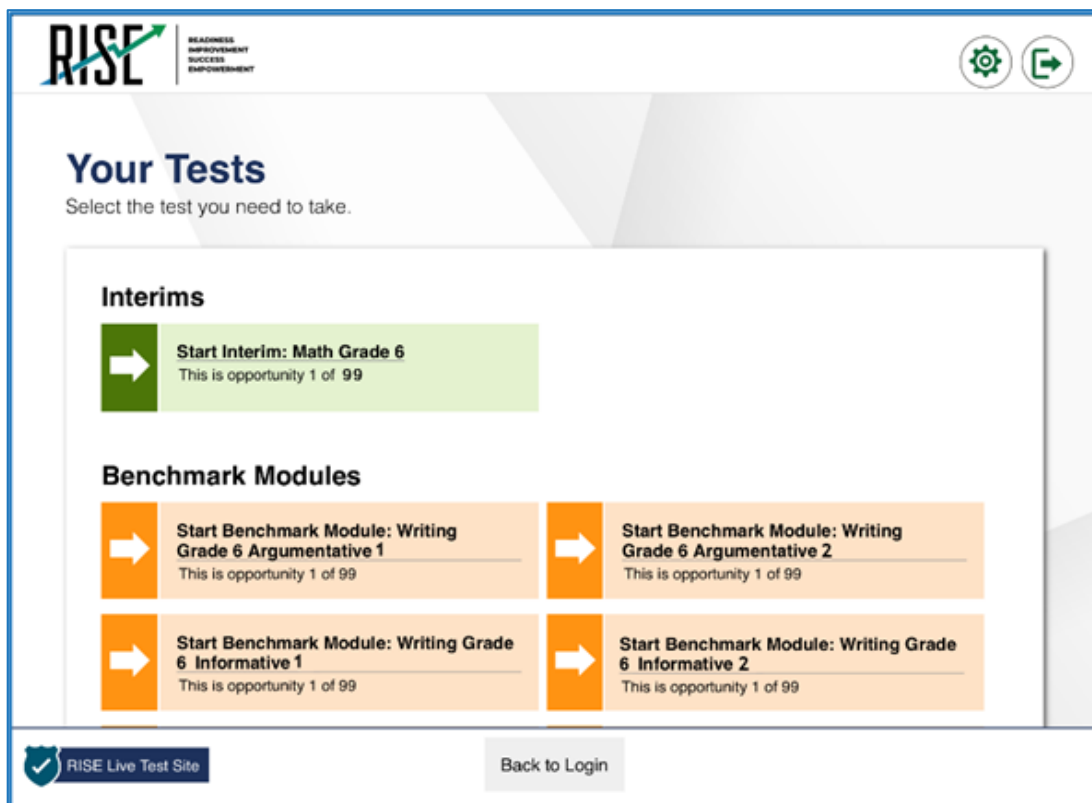 RISE
READINESS
IMPROVEMENT
SUCCESS
EMPOWERMENT
Your Tests
Select the test you need to take.
Interims
Start Interim: Math Grade 6
This is opportunity 1 of 99
Benchmark Modules
Start Benchmark Module: Writing
Grade 6 Argumentative 1
This is opportunity 1 of 99
Start Benchmark Module: Writing
Grade 6 Argumentative 2
This is opportunity 1 of 99
Start Benchmark Module: Writing Grade
6 Informative 1
This is opportunity 1 of 99
Start Benchmark Module: Writing Grade
6 Informative 2
This is opportunity 1 of 99
RISE Live Test Site
Back to Login